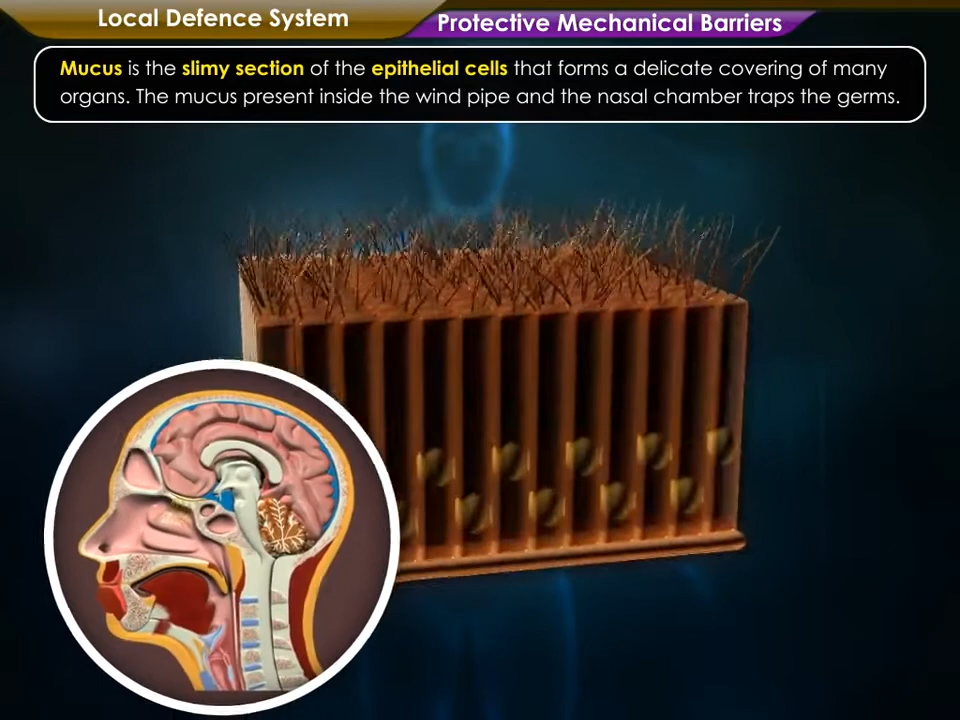 Local Defence System
Protective Mechanical Barriers
Mucus is the slimy section of the epithelial cells that forms a delicate covering of many
organs. The mucus present inside the wind pipe and the nasal chamber traps the germs.